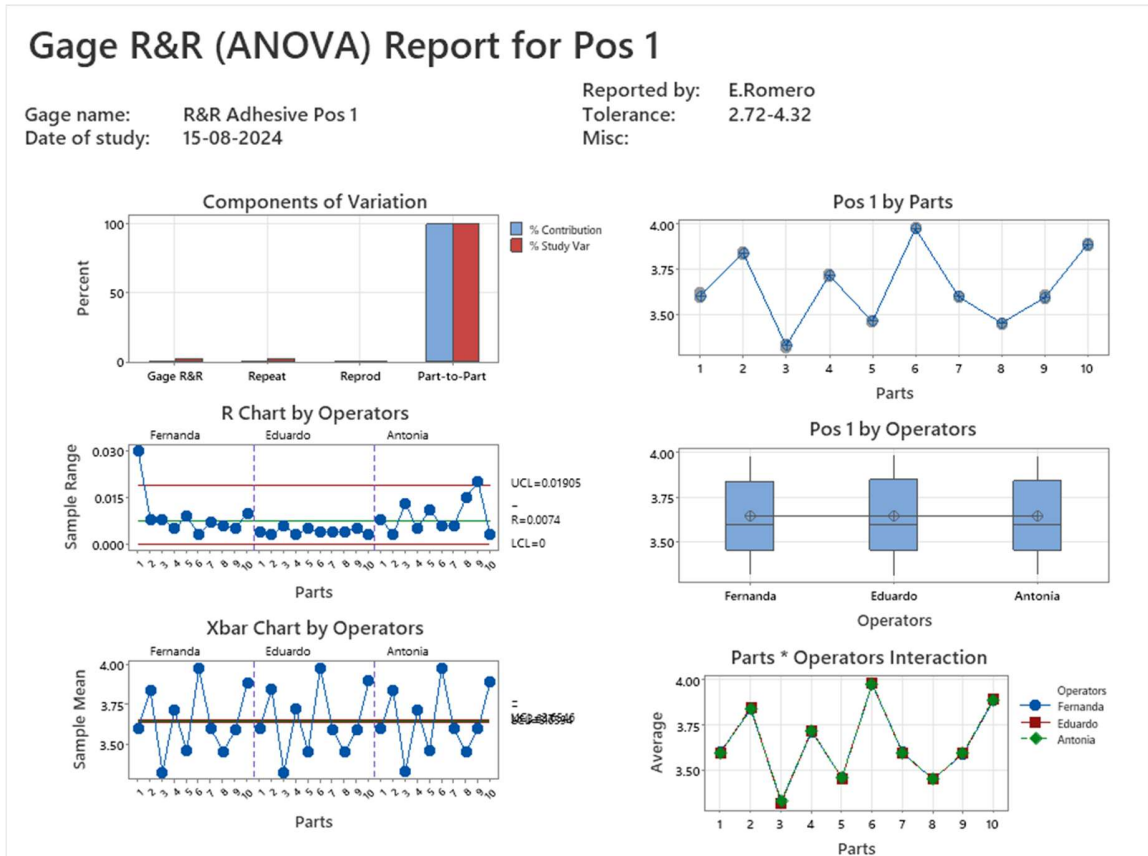 Gage R&R (ANOVA) Report for Pos 1
Gage name: R&R Adhesive Pos 1
Date of study: 15-08-2024
Reported by: E.Romero
Tolerance: 2.72-4.32
Misc:
Components of Variation
100
50
0
Percent
Gage R&R Repeat Reprod Part-to-Part
% Contribution
% Study Var
R Chart by Operators
Fernanda Eduardo Antonia
0.030
0.015
0.000
Sample Range
UCL=0.01905
R=0.0074
LCL=0
1 2 3 4 5 6 7 8 9 10 1 2 3 4 5 6 7 8 9 10 1 2 3 4 5 6 7 8 9 10
Parts
Xbar Chart by Operators
Fernanda Eduardo Antonia
4.00
3.75
3.50
Sample Mean
1 2 3 4 5 6 7 8 9 10 1 2 3 4 5 6 7 8 9 10 1 2 3 4 5 6 7 8 9 10
Parts
Pos 1 by Parts
4.00
3.75
3.50
1 2 3 4 5 6 7 8 9 10
Parts
Pos 1 by Operators
4.00
3.75
3.50
Fernanda Eduardo Antonia
Operators
Parts * Operators Interaction
4.00
3.75
3.50
Average
1 2 3 4 5 6 7 8 9 10
Parts
Operators
Fernanda
Eduardo
Antonia